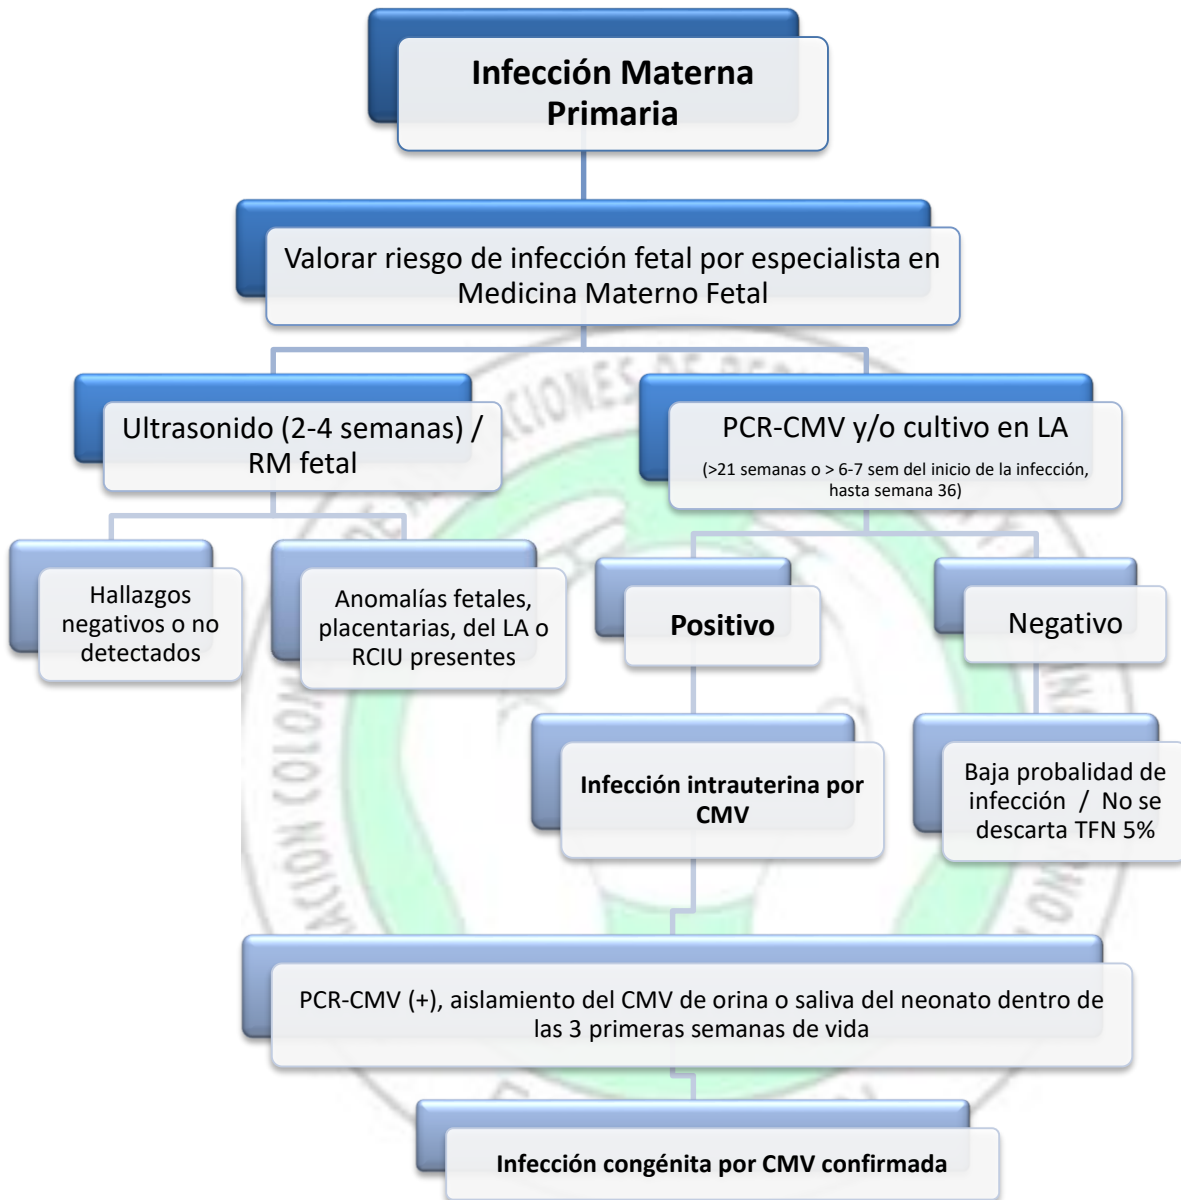 Infección Materna
Primaria
Valorar riesgo de infección fetal por especialista en
Medicina Materno Fetal
Ultrasonido (2-4 semanas) /
RM fetal
PCR-CMV y/o cultivo en LA
(>21 semanas o > 6-7 sem del inicio de la infección,
hasta semana 36)
Hallazgos
negativos o no
detectados
Anomalías fetales,
placentarias, del LA o
RCIU presentes
Positivo
Negativo
Infección intrauterina por
CMV
Baja probalidad de
infección / No se
descarta TFN 5%
PCR-CMV (+), aislamiento del CMV de orina o saliva del neonato dentro de
las 3 primeras semanas de vida
Infección congénita por CMV confirmada